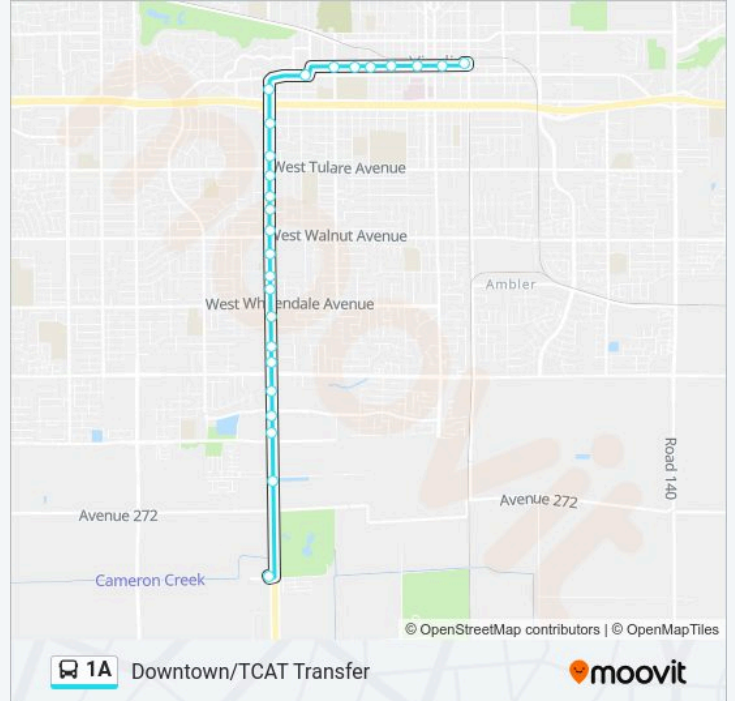 West Tulare Avenue
West Walnut Avenue
Ambler
West Whitendale Avenue
Road 140
Avenue 272
Avenue 272
Cameron Creek
© OpenStreetMap contributors | © OpenMapTiles
1A Downtown/TCAT Transfer
moovit